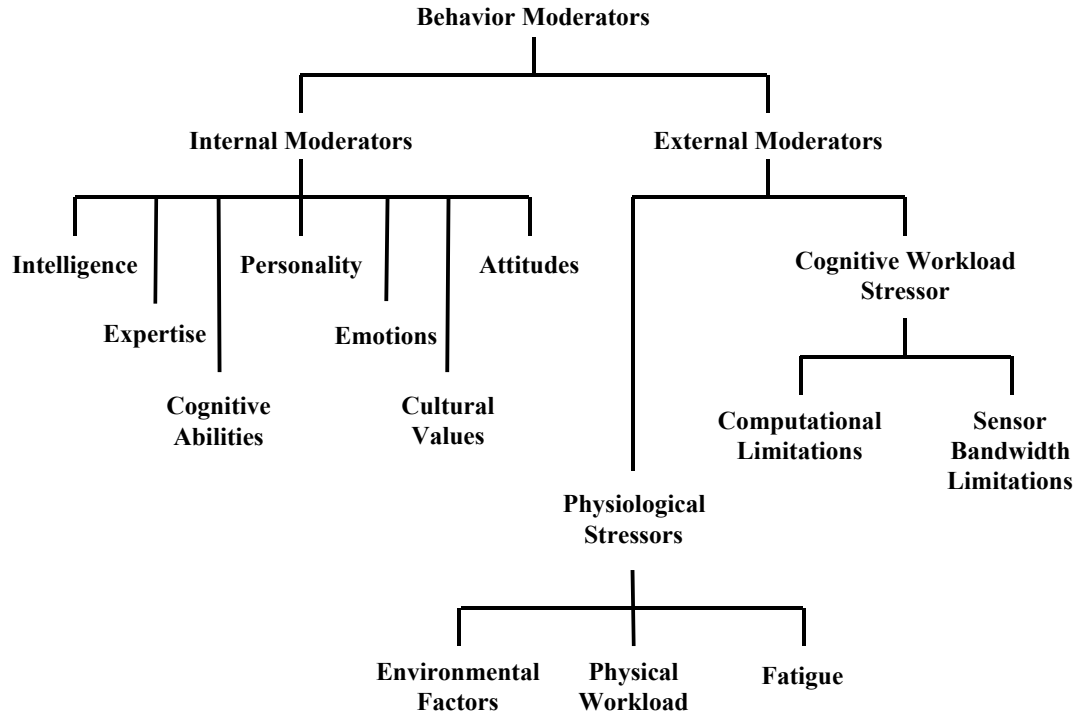 Behavior Moderators
Internal Moderators
External Moderators
Intelligence
Personality
Attitudes
Expertise
Emotions
Cognitive
Abilities
Cultural
Values
Cognitive Workload
Stressor
Computational
Limitations
Sensor
Bandwidth
Limitations
Physiological
Stressors
Environmental
Factors
Physical
Workload
Fatigue